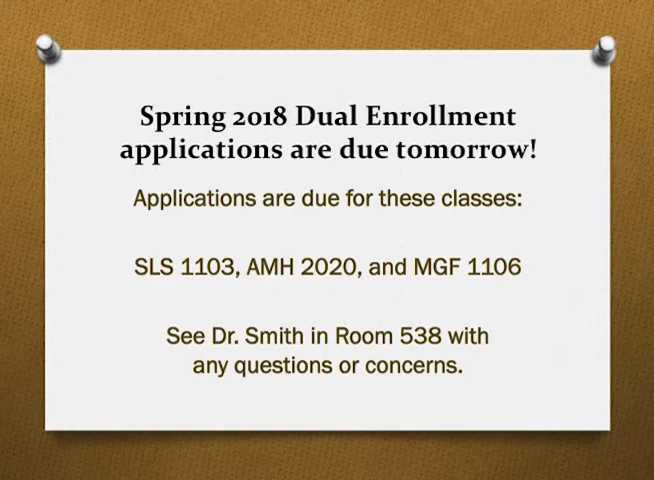 Spring 2018 Dual Enrollment
applications are due tomorrow!
Applications are due for these classes:
SLS 1103, AMH 2020, and MGF 1106
See Dr. Smith in Room 538 with
any questions or concerns.